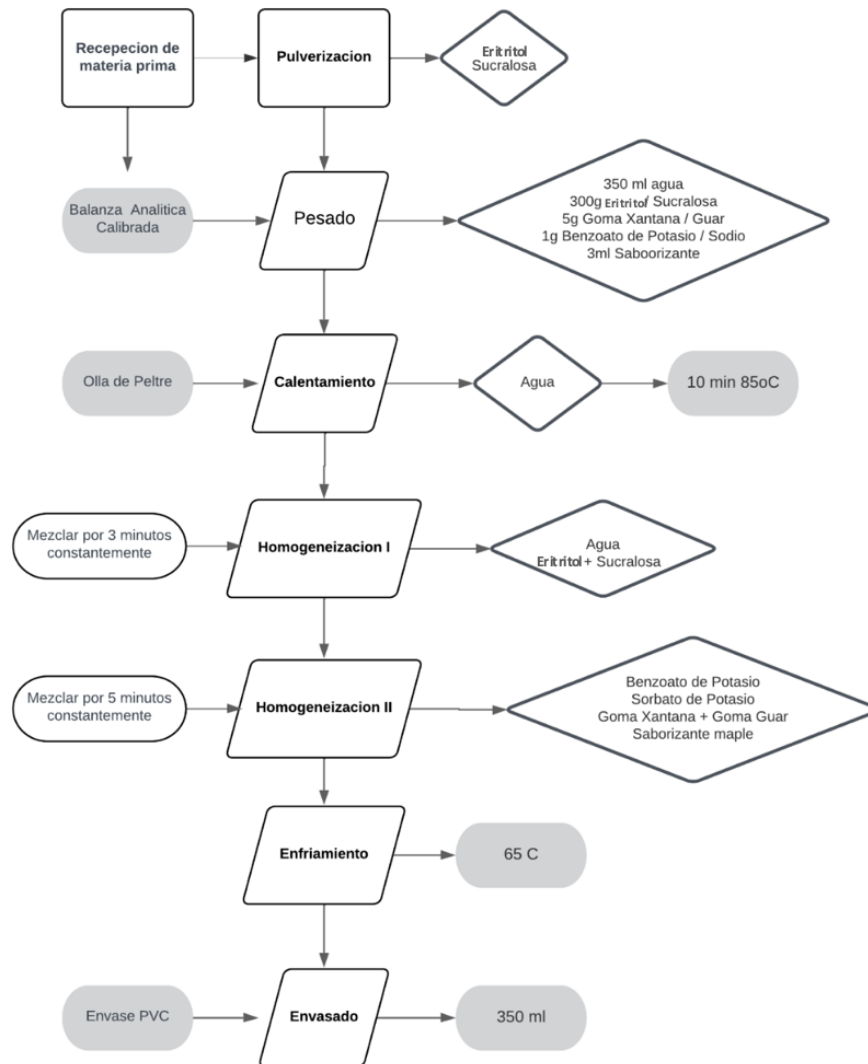 Recepecion de
materia prima
Pulverizacion
Eritritol
Sucralosa
Balanza Analitica
Calibrada
Pesado
350 ml agua
300g Eritritol/ Sucralosa
5g Goma Xantana / Guar
1g Benzoato de Potasio / Sodio
3ml Saboorizante
Olla de Peltre
Calentamiento
Agua
10 min 85oC
Mezclar por 3 minutos
constantemente
Homogeneizacion I
Agua
Eritritol + Sucralosa
Mezclar por 5 minutos
constantemente
Homogeneizacion II
Benzoato de Potasio
Sorbato de Potasio
Goma Xantana + Goma Guar
Saborizante maple
Enfriamiento
65 C
Envase PVC
Envasado
350 ml